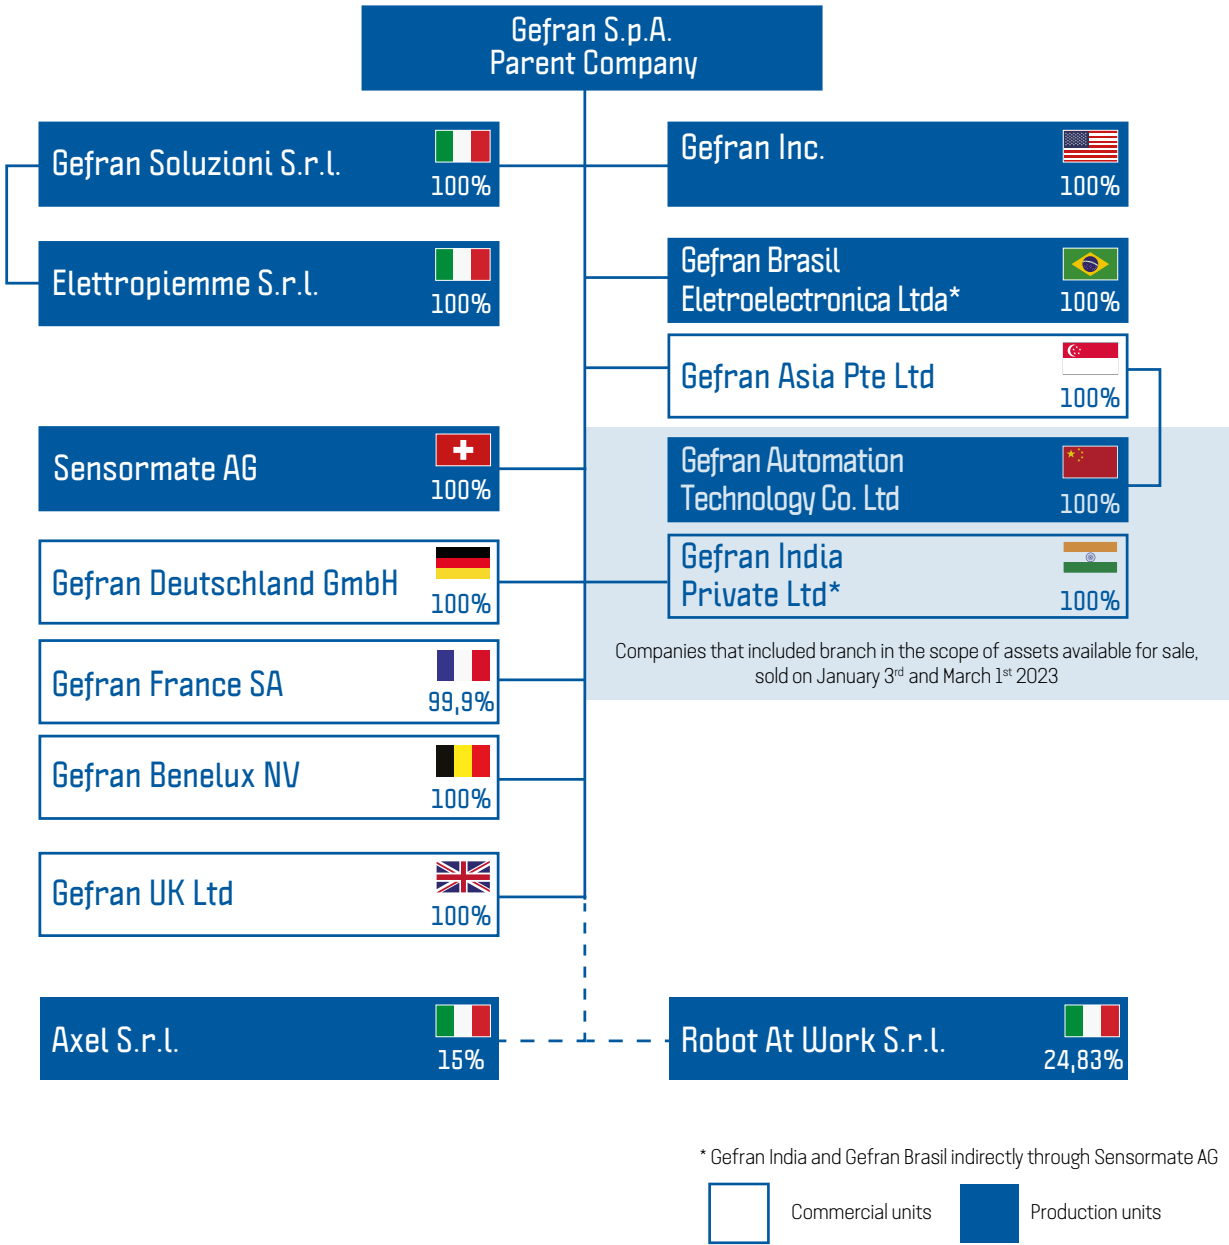 Gefran S.p.A.
Parent Company
Gefran Soluzioni S.r.l.
100%
Elettropiemme S.r.l.
100%
Sensormate AG
100%
Gefran Deutschland GmbH
100%
Gefran France SA
99,9%
Gefran Benelux NV
100%
Gefran UK Ltd
100%
Axel S.r.l.
15%
Gefran Inc.
100%
Gefran Brasil
Eletroelectronica Ltda*
100%
Gefran Asia Pte Ltd
100%
Gefran Automation
Technology Co. Ltd
100%
Gefran India
Private Ltd*
100%
Companies that included branch in the scope of assets available for sale,
sold on January 3rd and March 1st 2023
Robot At Work S.r.l.
24,83%
* Gefran India and Gefran Brasil indirectly through Sensormate AG
Commercial units
Production units